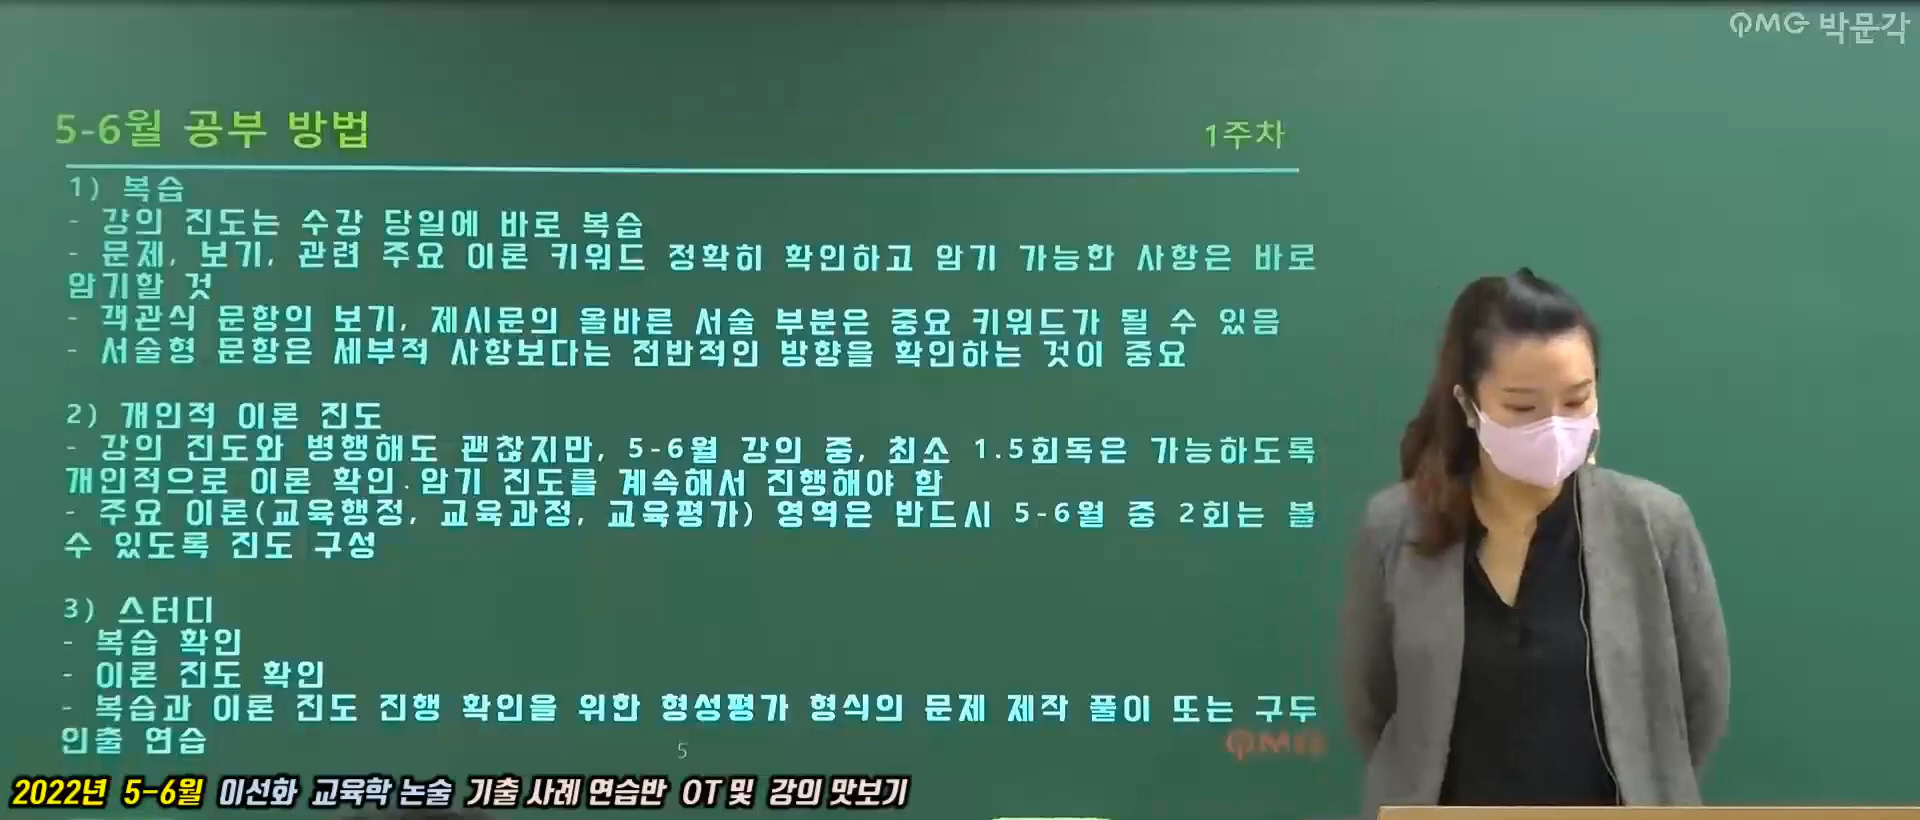 PMG 박문각
5-6월 공부 방법
1주차
1) 복습
- 강의 진도는 수강 당일에 바로 복습
- 문제, 보기, 관련 주요 이론 키워드 정확히 확인하고 암기 가능한 사항은 바로
암기할 것
- 객관식 문항의 보기, 제시문의 올바른 서술 부분은 중요 키워드가 될 수 있음
- 서술형 문항은 세부적 사항보다는 전반적인 방향을 확인하는 것이 중요
2) 개인적 이론 진도
- 강의 진도와 병행해도 괜찮지만, 5-6월 강의 중, 최소 1.5회독은 가능하도록
개인적으로 이론 확인·암기 진도를 계속해서 진행해야 함
- 주요 이론(교육행정, 교육과정, 교육평가) 영역은 반드시 5-6월 중 2회는 볼
수 있도록 진도 구성
3) 스터디
- 복습 확인
- 이론 진도 확인
- 복습과 이론 진도 진행 확인을 위한 형성평가 형식의 문제 제작 풀이 또는 구두
인출 연습
PMG
5
2022년 5-6월 이선화 교육학 논술 기출 사례 연습반 OT 및 강의 맛보기